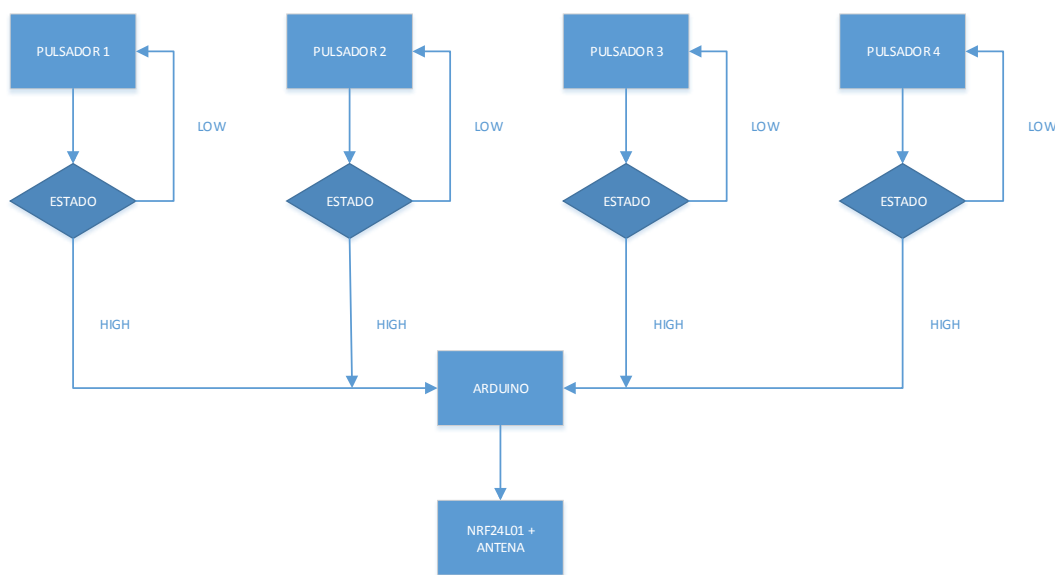 PULSADOR 1
PULSADOR 2
PULSADOR 3
PULSADOR 4
LOW
LOW
LOW
LOW
ESTADO
ESTADO
ESTADO
ESTADO
HIGH
HIGH
HIGH
HIGH
ARDUINO
NRF24L01 +
ANTENA